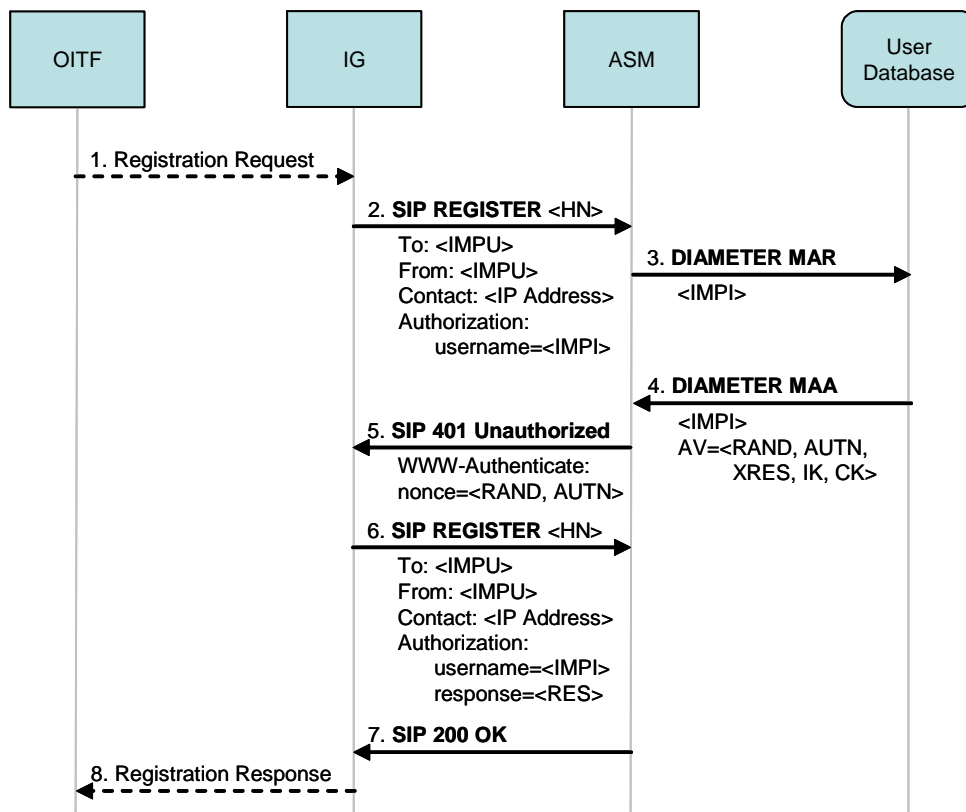 OITF
IG
ASM
User
Database
1. Registration Request
2. SIP REGISTER <HN>
To: <IMPU>
From: <IMPU>
Contact: <IP Address>
Authorization:
username=<IMPI>
3. DIAMETER MAR
<IMPI>
4. DIAMETER MAA
<IMPI>
AV=<RAND, AUTN,
XRES, IK, CK>
5. SIP 401 Unauthorized
WWW-Authenticate:
nonce=<RAND, AUTN>
6. SIP REGISTER <HN>
To: <IMPU>
From: <IMPU>
Contact: <IP Address>
Authorization:
username=<IMPI>
response=<RES>
7. SIP 200 OK
8. Registration Response